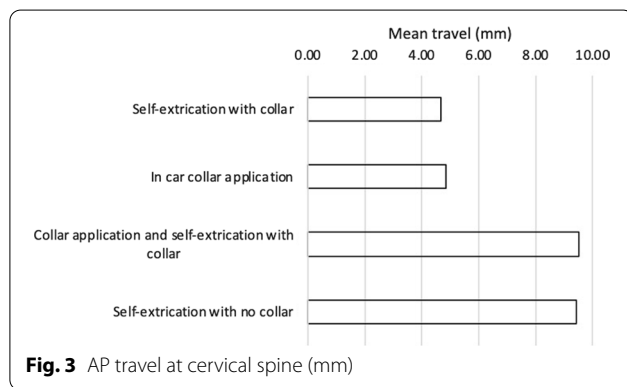 Mean travel (mm)
0.00 2.00 4.00 6.00 8.00 10.00
Self-extrication with collar
In car collar application
Collar application and self-extrication with
collar
Self-extrication with no collar
Fig. 3 AP travel at cervical spine (mm)